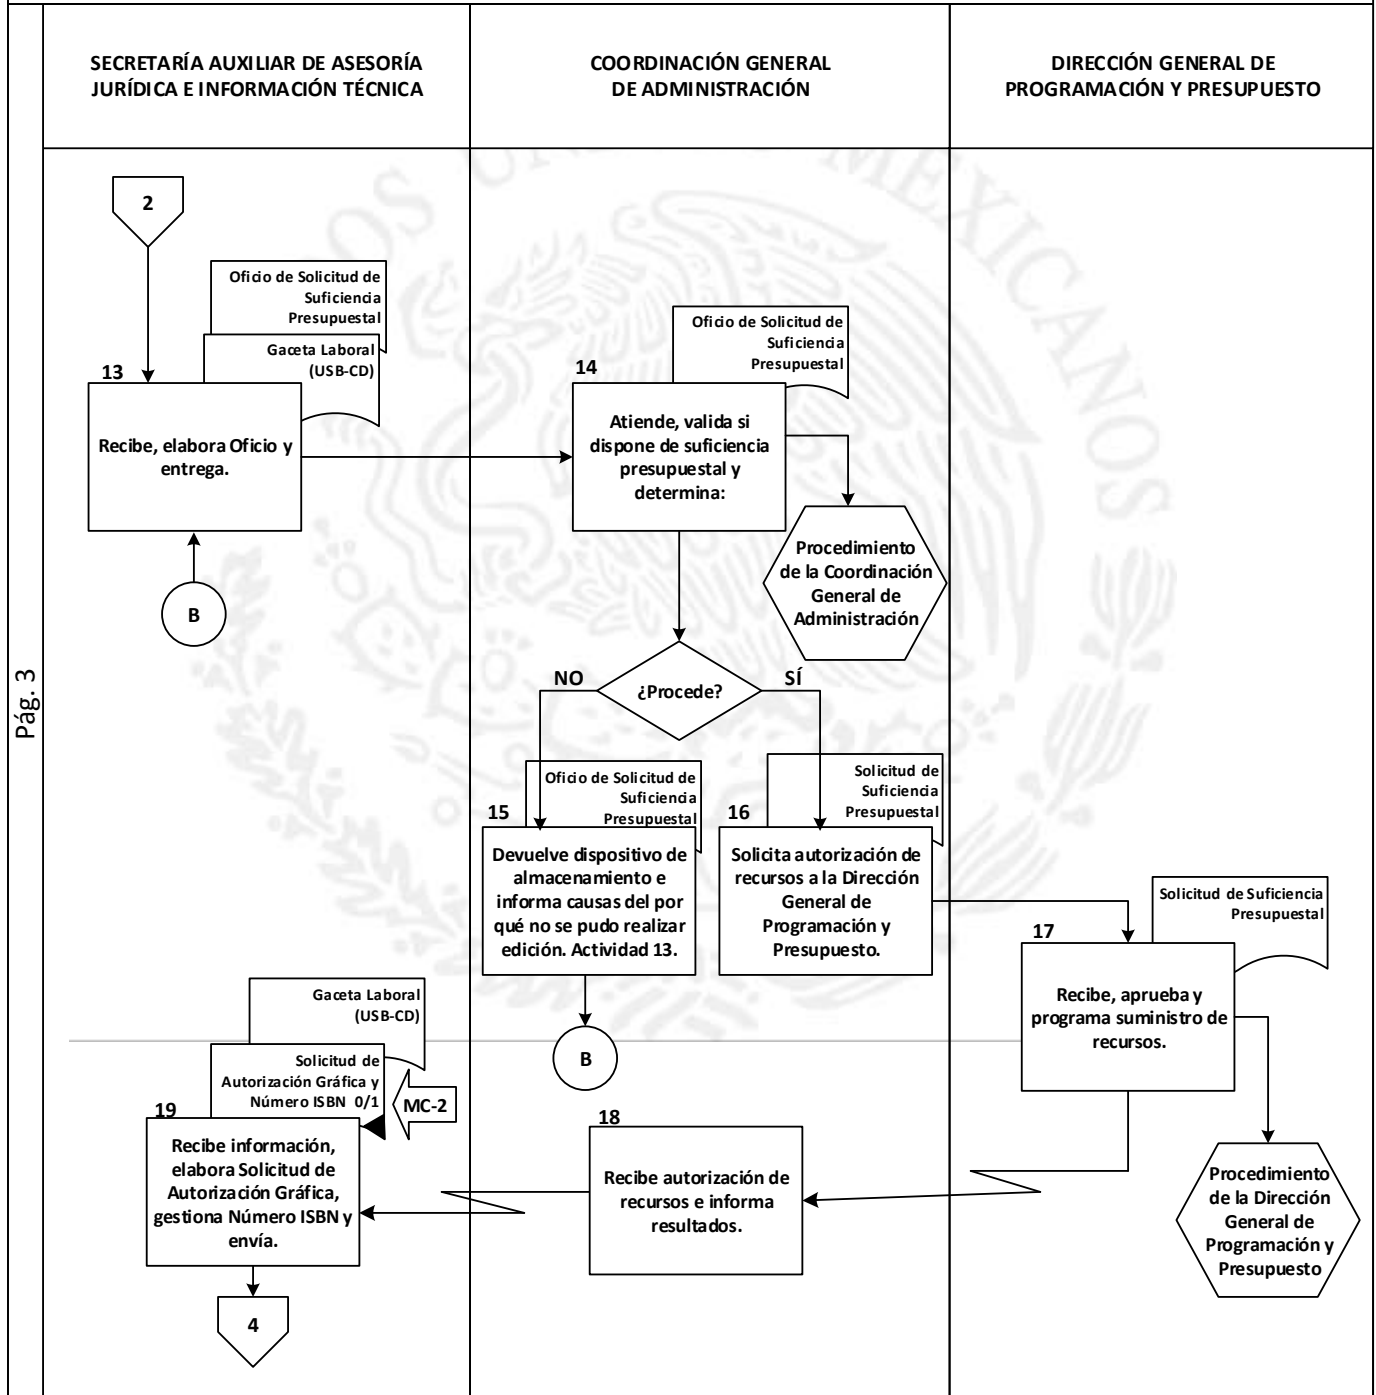 SECRETARÍA AUXILIAR DE ASESORÍA
JURÍDICA E INFORMACIÓN TÉCNICA
COORDINACIÓN GENERAL
DE ADMINISTRACIÓN
DIRECCIÓN GENERAL DE
PROGRAMACIÓN Y PRESUPUESTO
Pág. 3
UNIDOS MEXICANOS
2
Oficio de Solicitud de
Suficiencia
Presupuestal
Gaceta Laboral
(USB-CD)
13
Recibe, elabora Oficio y
entrega.
B
Oficio de Solicitud de
Suficiencia
Presupuestal
14
Atiende, valida si
dispone de suficiencia
presupuestal y
determina:
Procedimiento
de la Coordinación
General de
Administración
NO
¿Procede?
SÍ
Oficio de Solicitud de
Suficiencia
Presupuestal
15
Devuelve dispositivo de
almacenamiento e
informa causas del por
qué no se pudo realizar
edición. Actividad 13.
B
Solicitud de
Suficiencia
Presupuestal
16
Solicita autorización de
recursos a la Dirección
General de
Programación y
Presupuesto.
Solicitud de Suficiencia
Presupuestal
17
Recibe, aprueba y
programa suministro de
recursos.
Procedimiento
de la Dirección
General de
Programación y
Presupuesto
18
Recibe autorización de
recursos e informa
resultados.
Gaceta Laboral
(USB-CD)
Solicitud de
Autorización Gráfica y
Número ISBN 0/1
MC-2
19
Recibe información,
elabora Solicitud de
Autorización Gráfica,
gestiona Número ISBN y
envía.
4